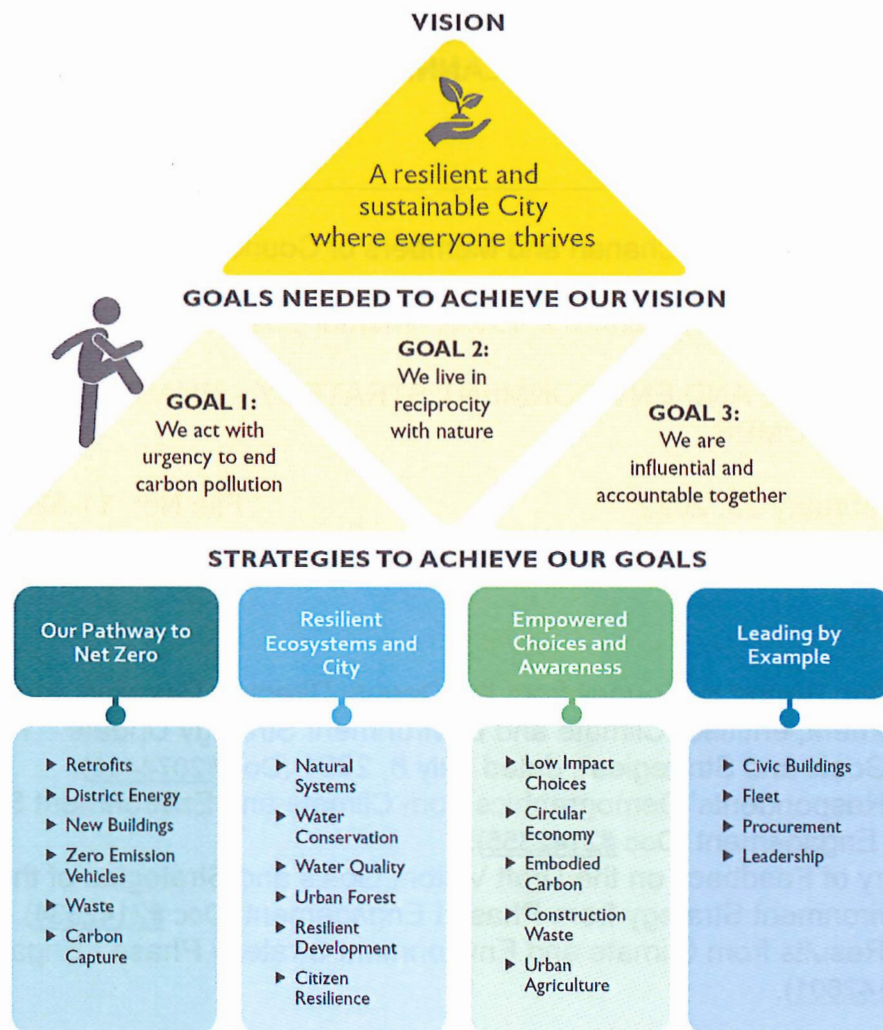 VISION
A resilient and
sustainable City
where everyone thrives
GOALS NEEDED TO ACHIEVE OUR VISION
GOAL 1:
We act with
urgency to end
carbon pollution
GOAL 2:
We live in
reciprocity
with nature
GOAL 3:
We are
influential and
accountable together
STRATEGIES TO ACHIEVE OUR GOALS
Our Pathway to
Net Zero
Retrofits
District Energy
New Buildings
Zero Emission
Vehicles
Waste
Carbon
Capture
Resilient
Ecosystems and
City
Natural
Systems
Water
Conservation
Water Quality
Urban Forest
Resilient
Development
Citizen
Resilience
Empowered
Choices and
Awareness
Low Impact
Choices
Circular
Economy
Embodied
Carbon
Construction
Waste
Urban
Agriculture
Leading by
Example
Civic Buildings
Fleet
Procurement
Leadership